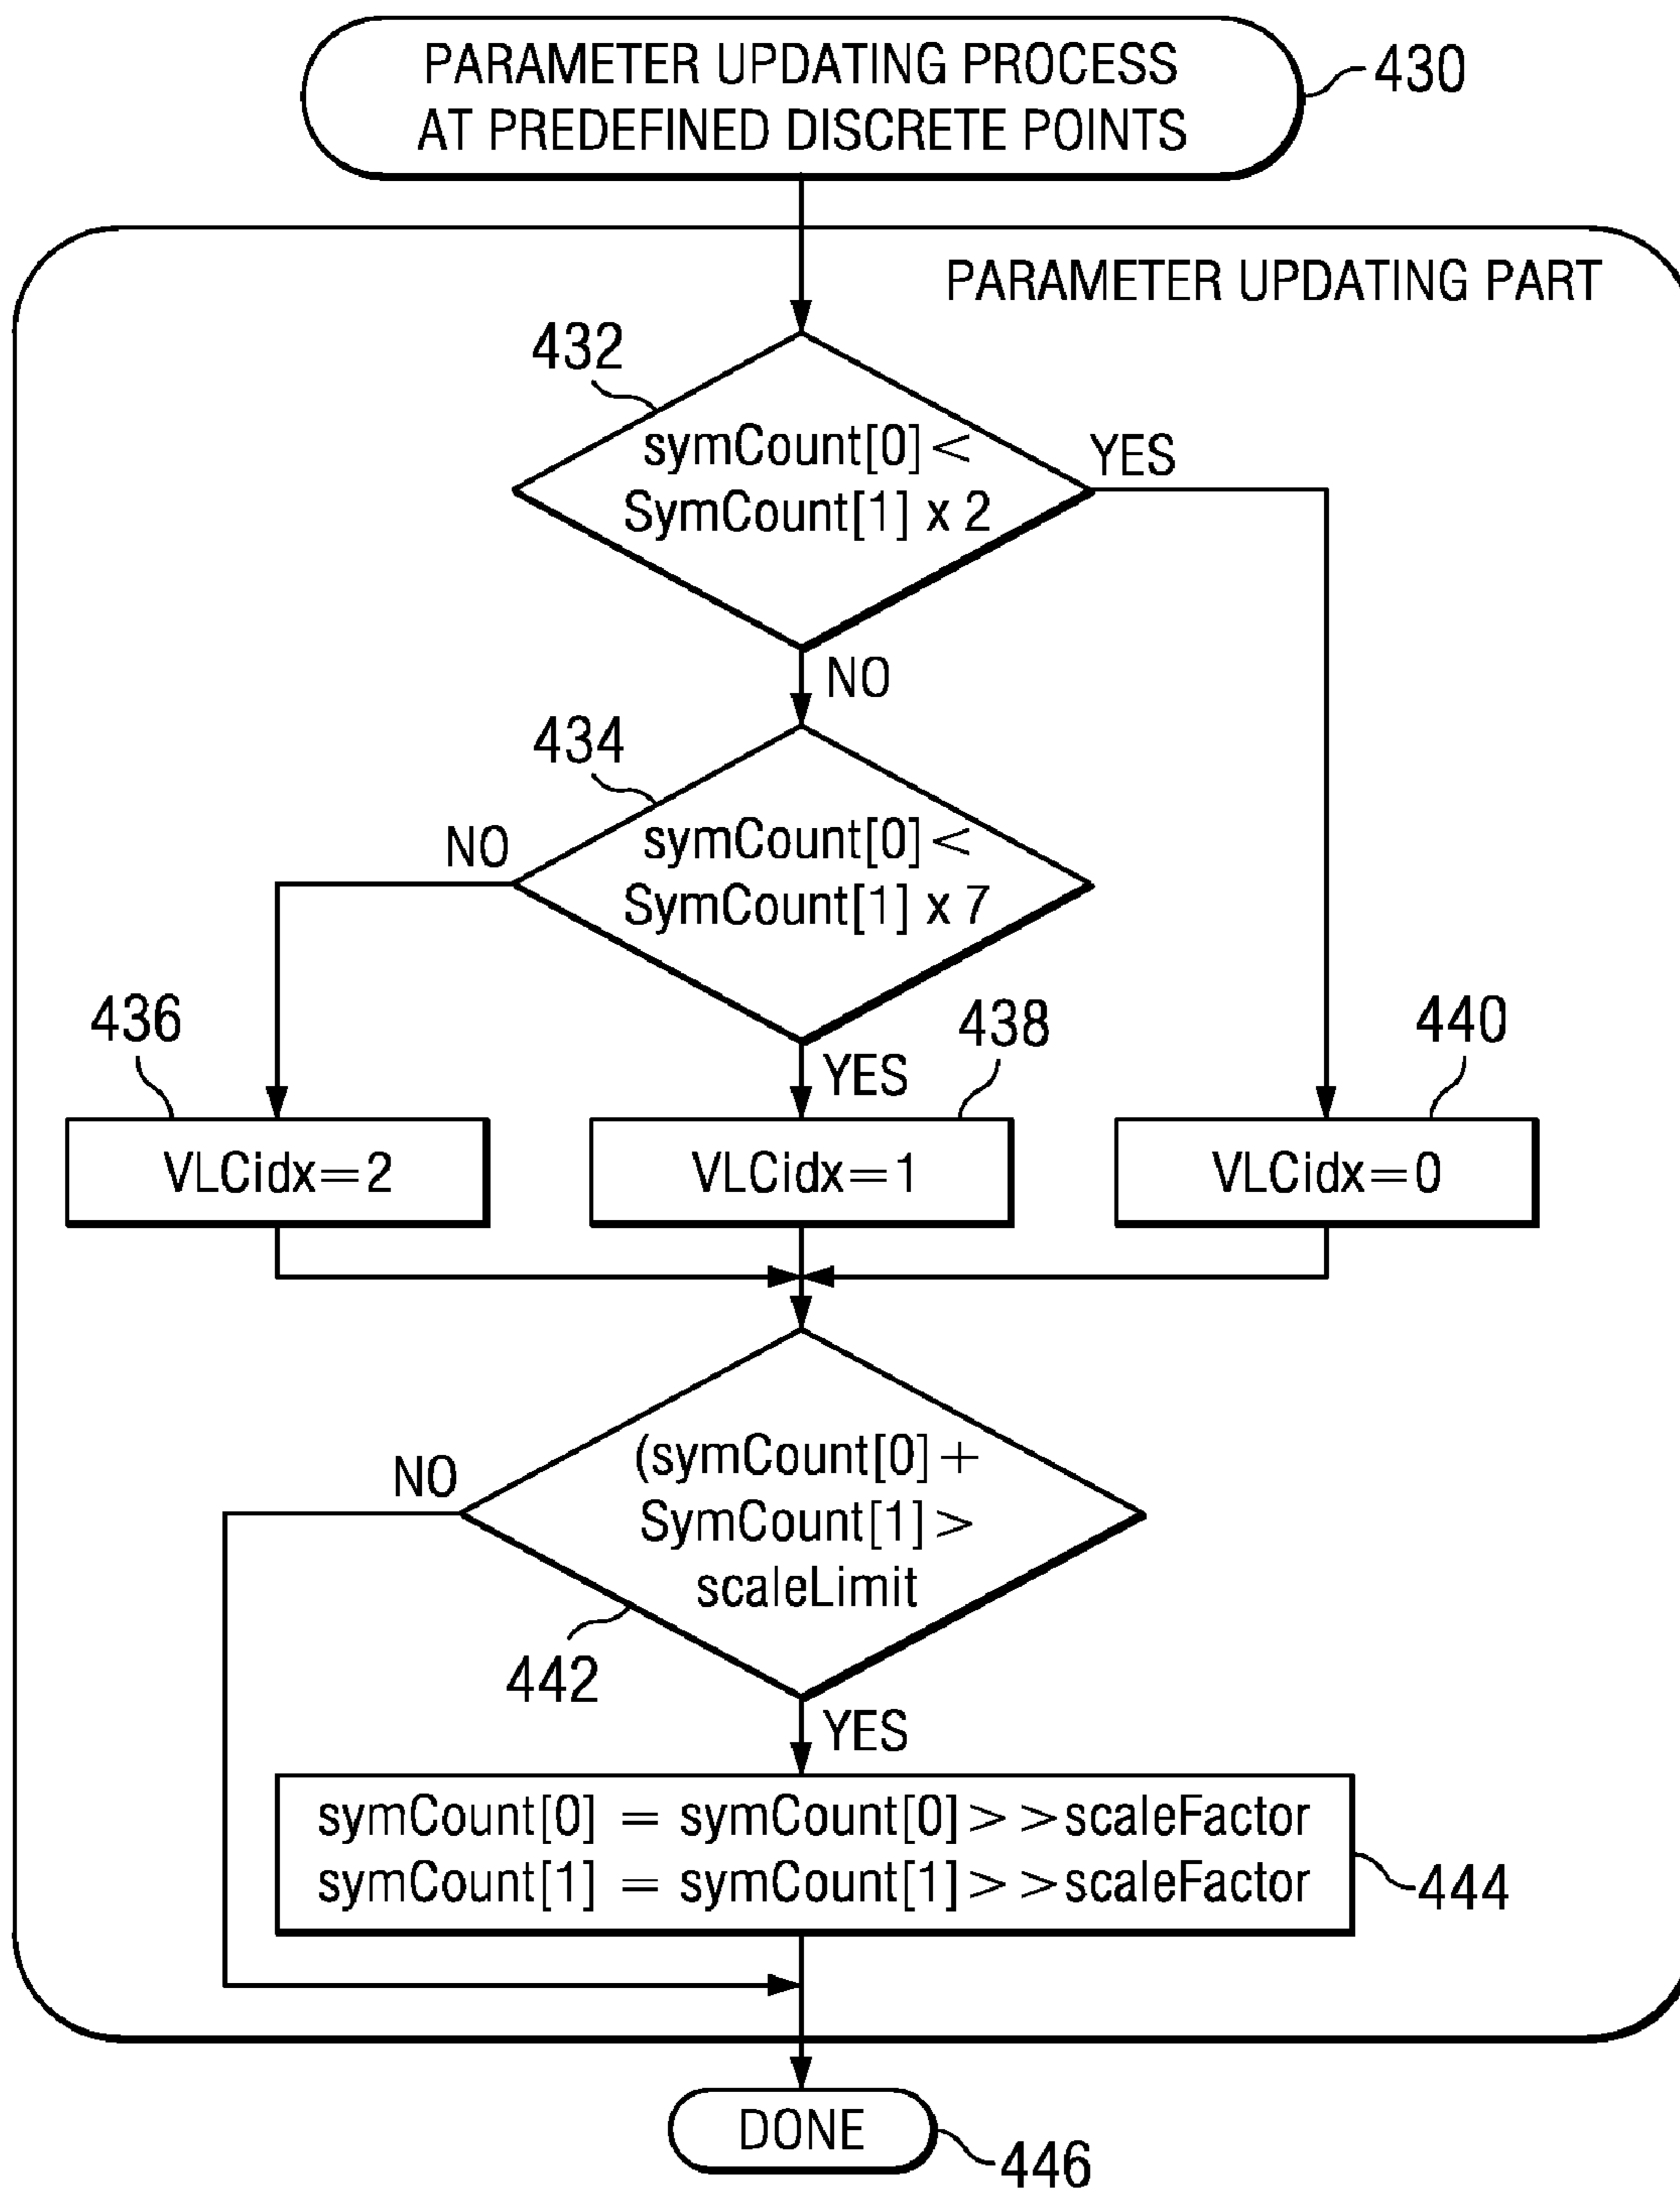 PARAMETER UPDATING PROCESS
AT PREDEFINED DISCRETE POINTS
430
PARAMETER UPDATING PART
432
symCount[0] <
SymCount[1] x 2
YES
NO
434
symCount[0] <
SymCount[1] x 7
NO
YES
436
438
440
VLCidx=2
VLCidx=1
VLCidx=0
(symCount[0] +
SymCount[1] >
scaleLimit
NO
442
YES
symCount[0] = symCount[0]>>scaleFactor
symCount[1] = symCount[1]>>scaleFactor
444
DONE
446